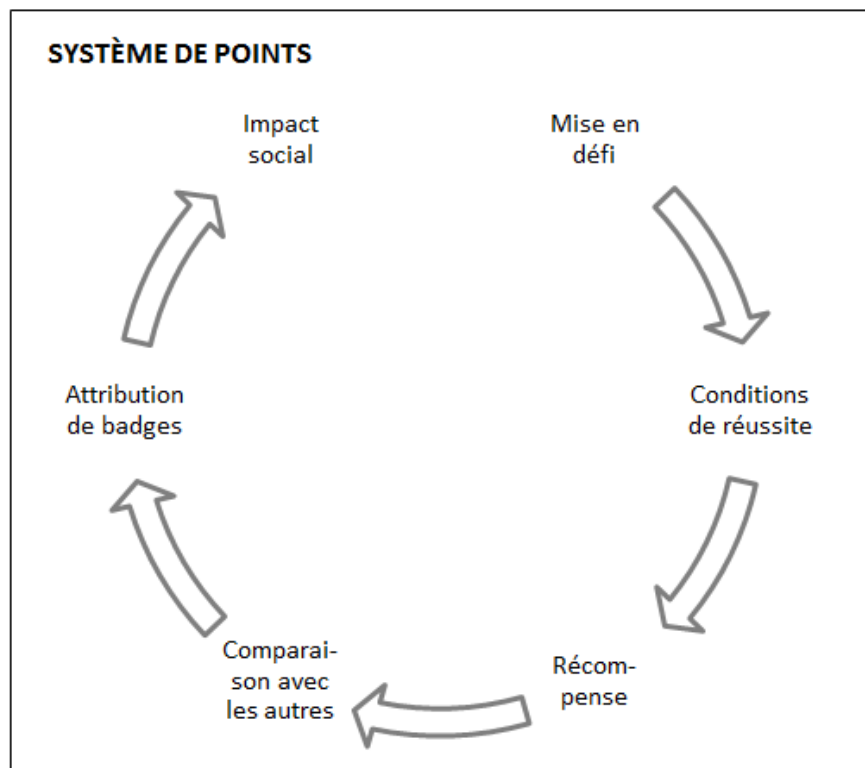 SYSTÈME DE POINTS
Impact
social
Mise en
défi
Attribution
de badges
Conditions
de réussite
Comparai-
son avec
les autres
Récom-
pense